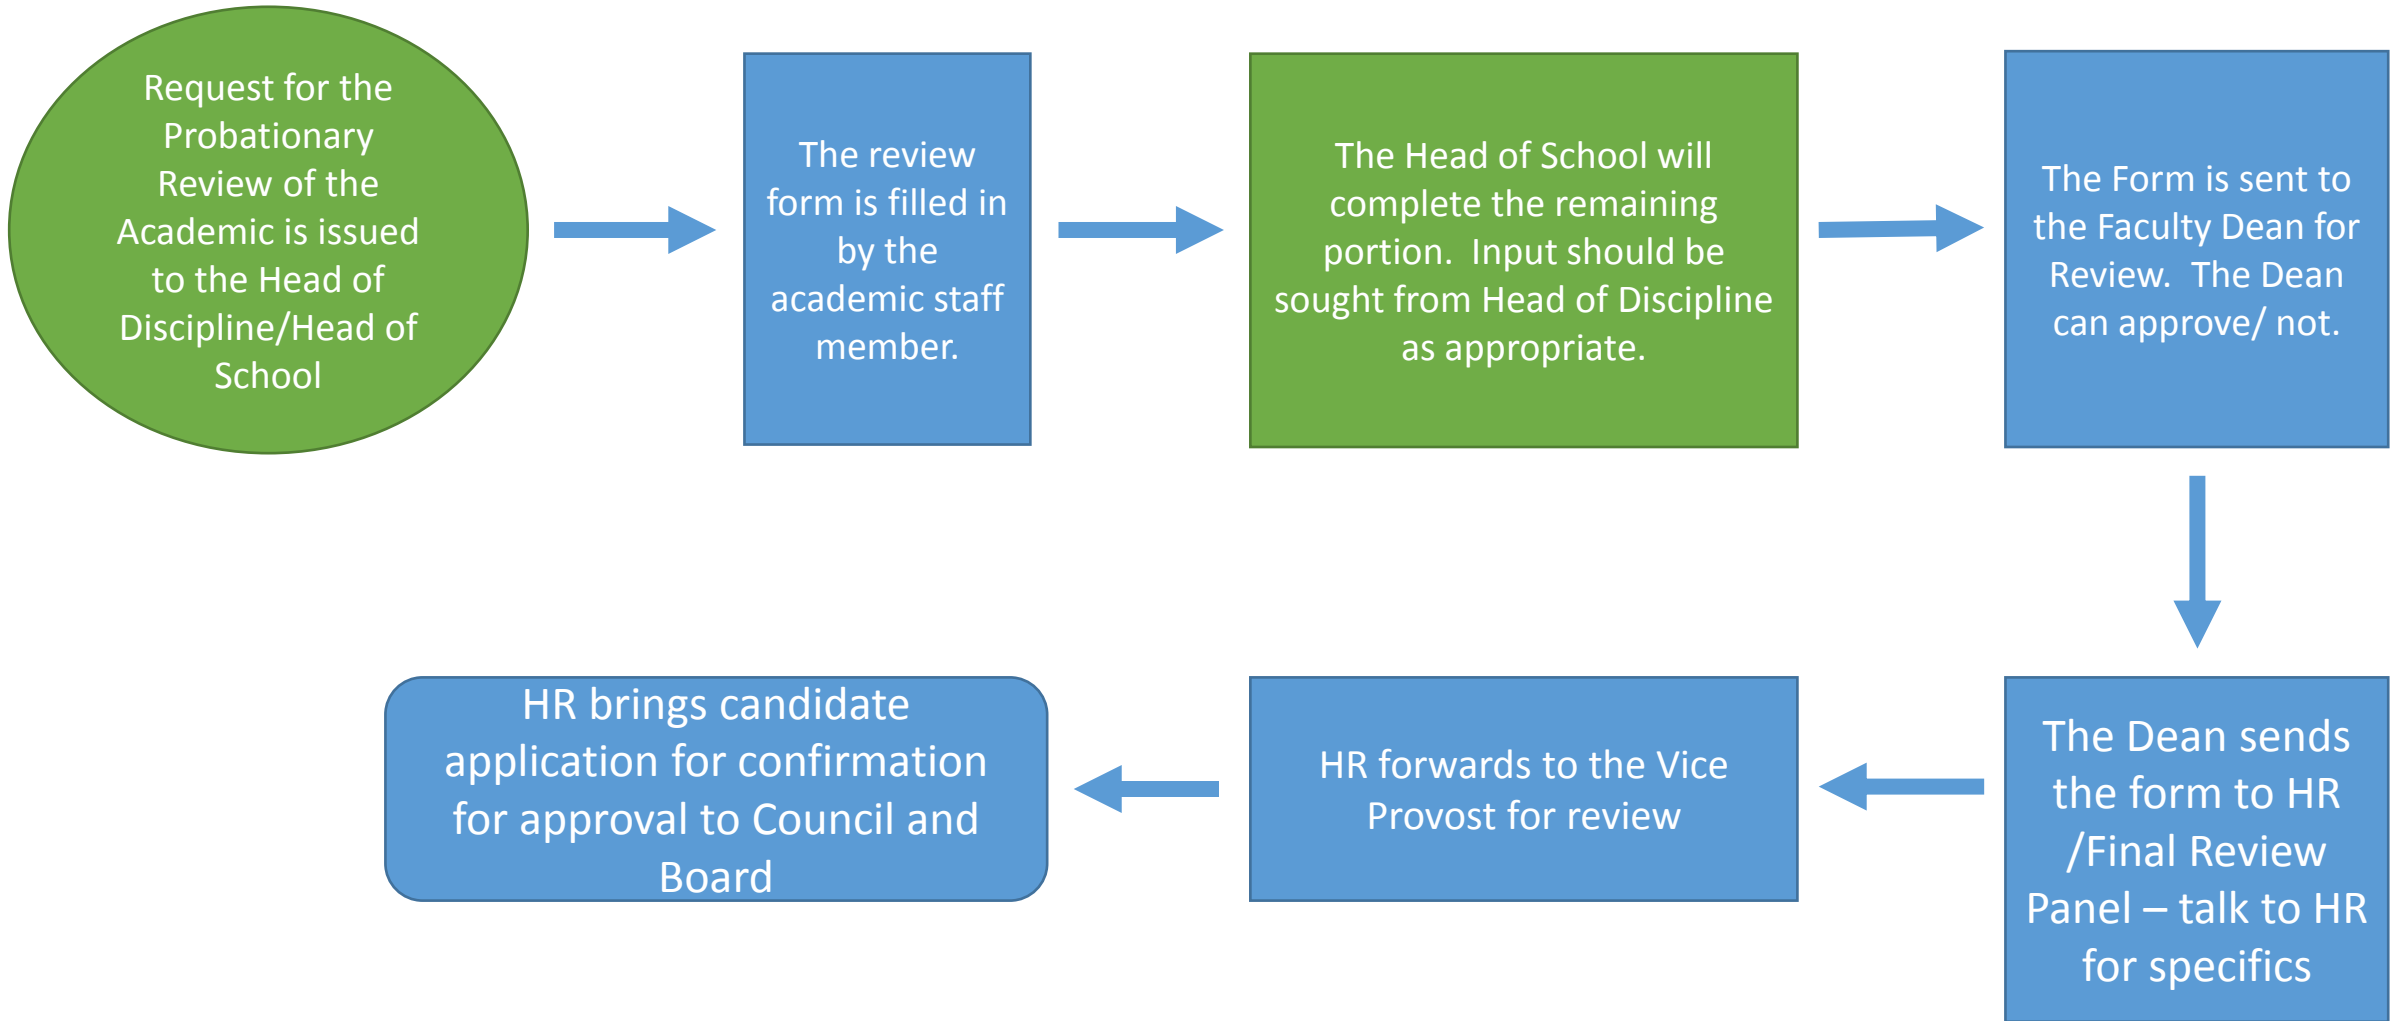 Request for the
Probationary
Review of the
Academic is issued
to the Head of
Discipline/Head of
School
The review
form is filled in
by the
academic staff
member.
The Head of School will
complete the remaining
portion.  Input should be
sought from Head of Discipline
as appropriate.
The Form is sent to
the Faculty Dean for
Review.  The Dean
can approve/ not.
The Dean sends
the form to HR
/Final Review
Panel – talk to HR
for specifics
HR forwards to the Vice
Provost for review
HR brings candidate
application for confirmation
for approval to Council and
Board